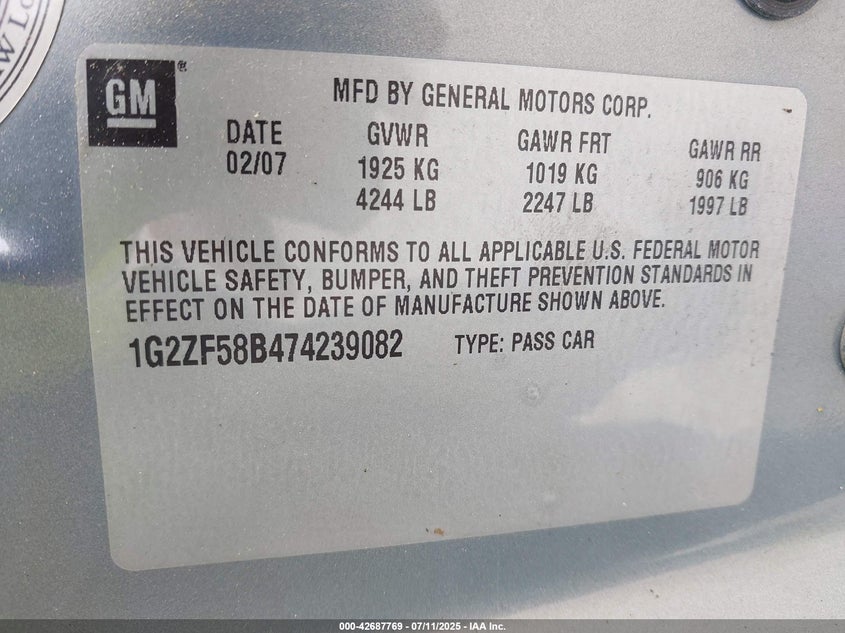 GM
MFD BY GENERAL MOTORS CORP.
DATE GVWR GAWR FRT GAWR RR
02/07 1925 KG 1019 KG 906 KG
4244 LB 2247 LB 1997 LB
THIS VEHICLE CONFORMS TO ALL APPLICABLE U.S. FEDERAL MOTOR
VEHICLE SAFETY, BUMPER, AND THEFT PREVENTION STANDARDS IN
EFFECT ON THE DATE OF MANUFACTURE SHOWN ABOVE.
1G2ZF58B474239082 TYPE: PASS CAR
000-42687769 - 07/11/2025 - IAA Inc.